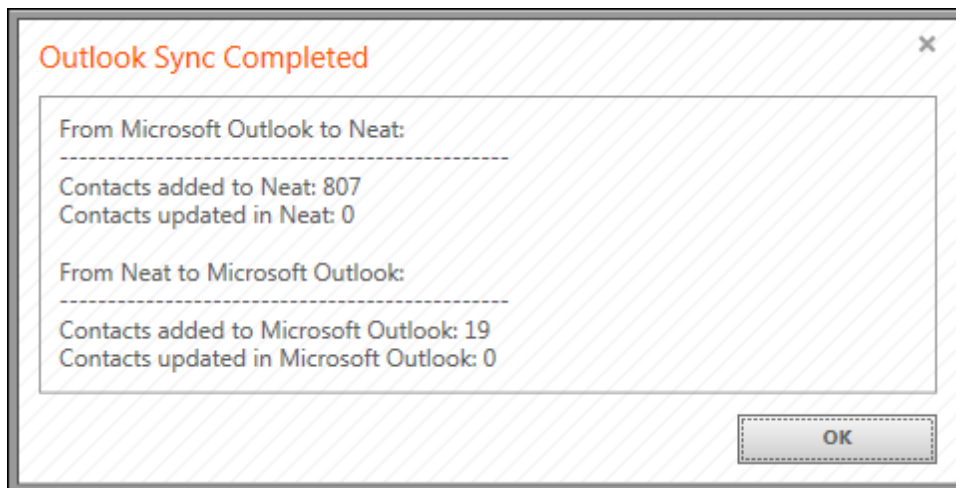 Outlook Sync Completed
From Microsoft Outlook to Neat:
-----------------------------------------------
Contacts added to Neat: 807
Contacts updated in Neat: 0
From Neat to Microsoft Outlook:
-----------------------------------------------
Contacts added to Microsoft Outlook: 19
Contacts updated in Microsoft Outlook: 0
OK